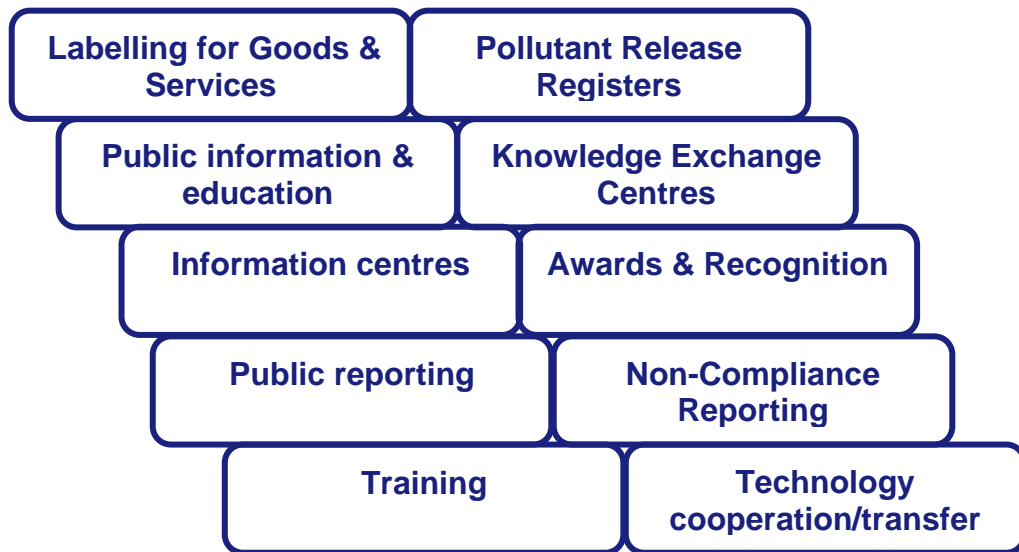 Labelling for Goods &
Services
Pollutant Release
Registers
Public information &
education
Knowledge Exchange
Centres
Information centres
Awards & Recognition
Public reporting
Non-Compliance
Reporting
Training
Technology
cooperation/transfer